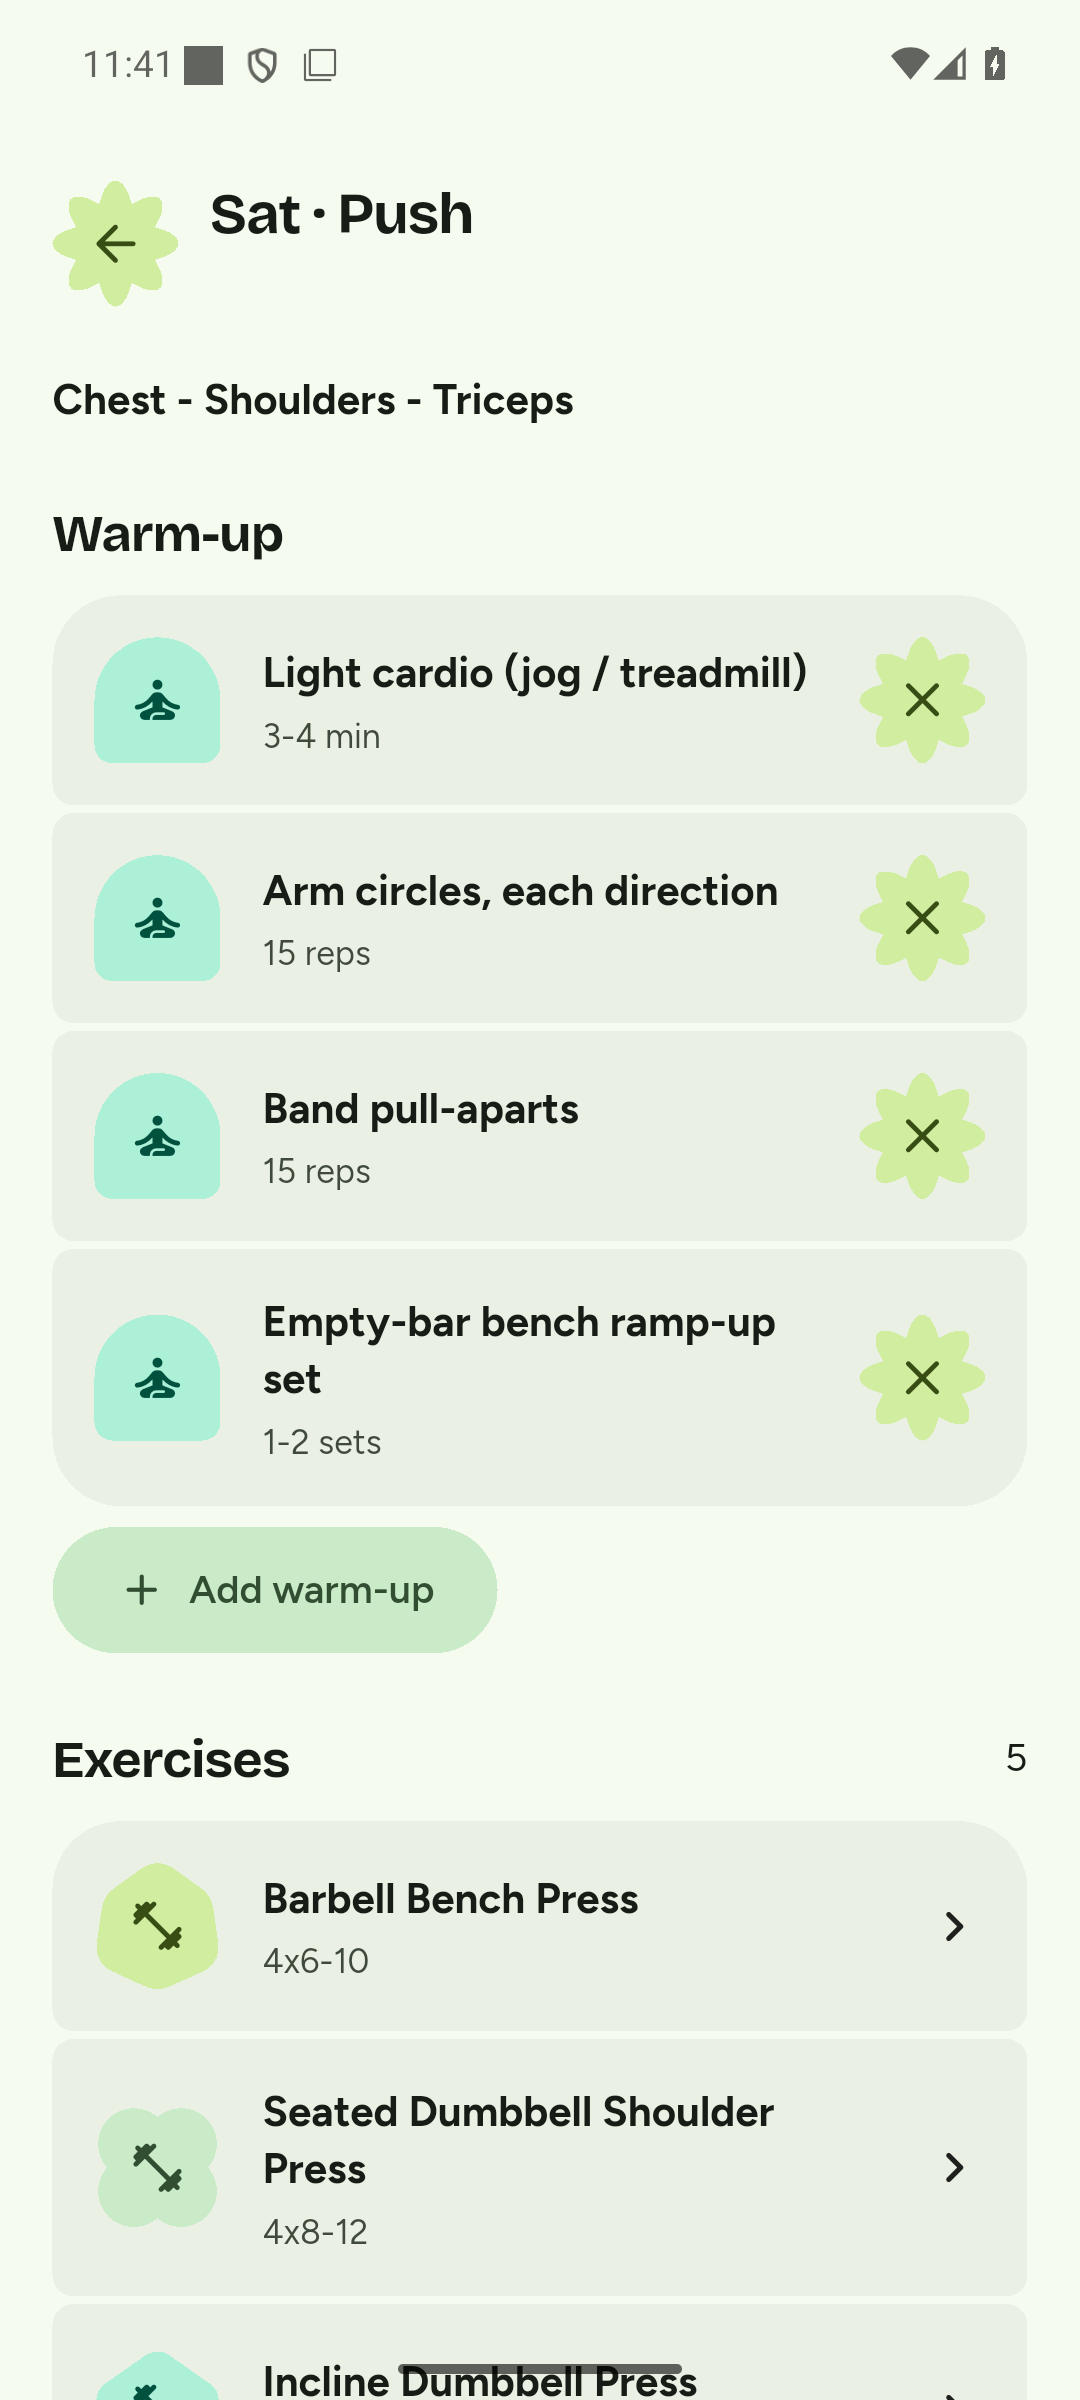 11:41
Sat · Push
Chest - Shoulders - Triceps
Warm-up
Light cardio (jog / treadmill)
3-4 min
Arm circles, each direction
15 reps
Band pull-aparts
15 reps
Empty-bar bench ramp-up
set
1-2 sets
Add warm-up
Exercises
5
Barbell Bench Press
4x6-10
Seated Dumbbell Shoulder
Press
4x8-12
Incline Dumbbell Press